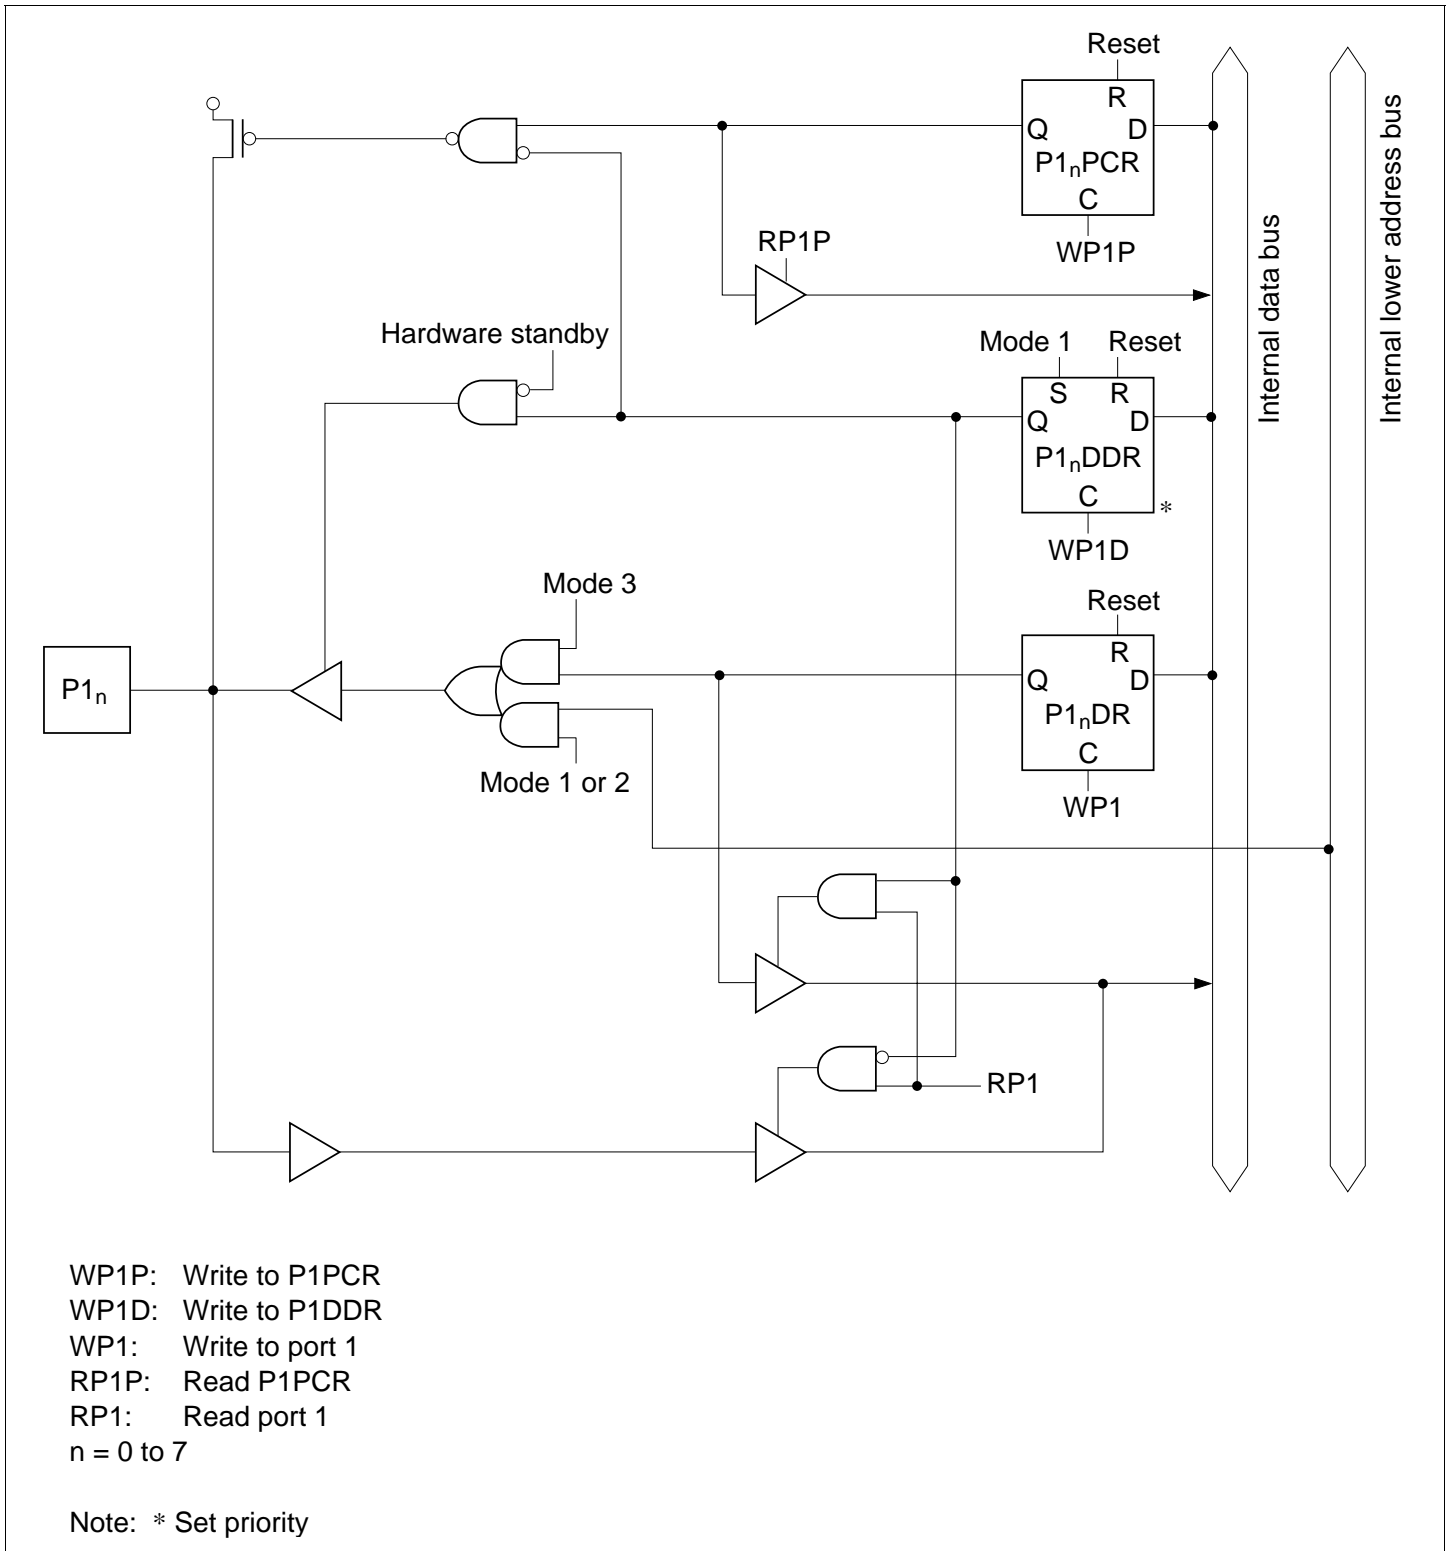 Reset
R
Q D
P1nPCR
C
WP1P
RP1P
Hardware standby
Mode 1 Reset
S R
Q D
P1nDDR
C
*
WP1D
Mode 3
Reset
R
Q D
P1nDR
C
WP1
P1n
Mode 1 or 2
RP1
Internal data bus
Internal lower address bus
WP1P: Write to P1PCR
WP1D: Write to P1DDR
WP1: Write to port 1
RP1P: Read P1PCR
RP1: Read port 1
n = 0 to 7
Note: * Set priority